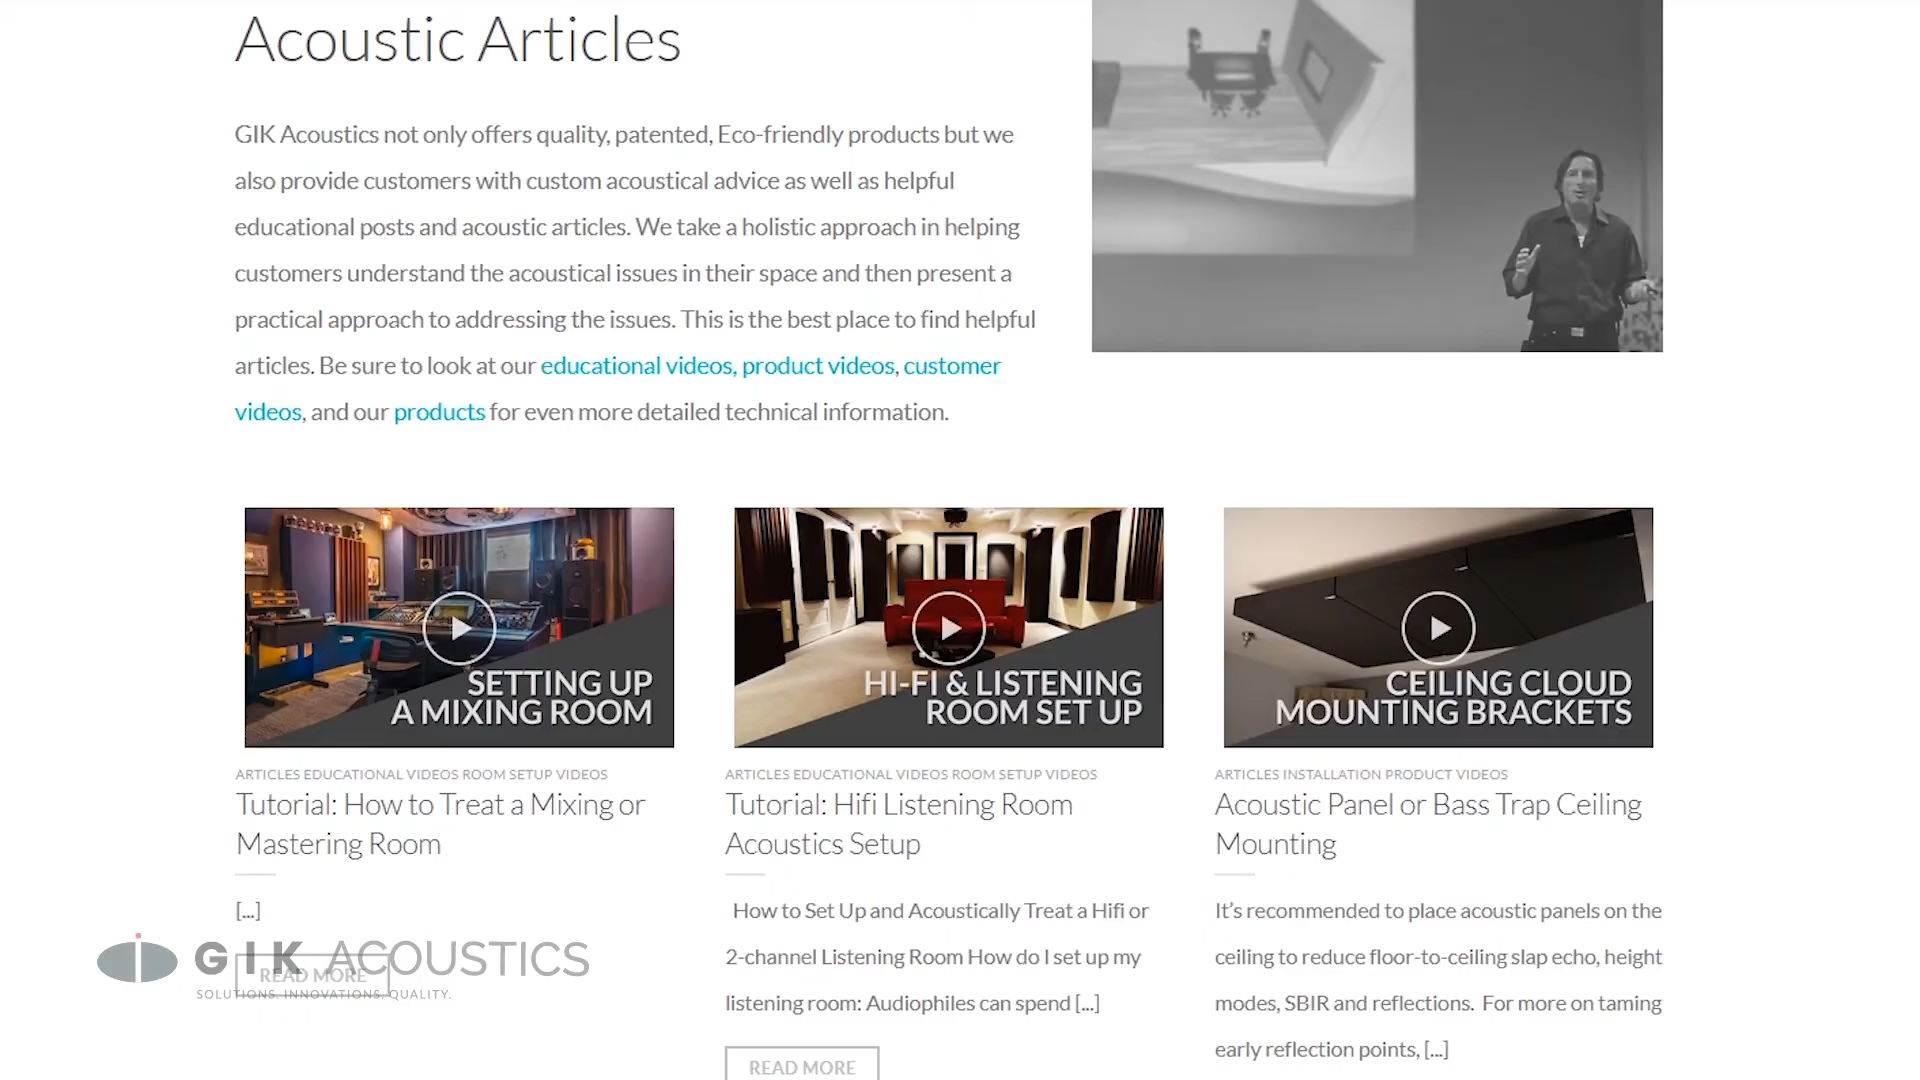 Acoustic Articles
GIK Acoustics not only offers quality, patented, Eco-friendly products but we
also provide customers with custom acoustical advice as well as helpful
educational posts and acoustic articles. We take a holistic approach in helping
customers understand the acoustical issues in their space and then present a
practical approach to addressing the issues. This is the best place to find helpful
articles. Be sure to look at our educational videos, product videos, customer
videos, and our products for even more detailed technical information.
SETTING UP
A MIXING ROOM
ARTICLES EDUCATIONAL VIDEOS ROOM SETUP VIDEOS
Tutorial: How to Treat a Mixing or
Mastering Room
[...]
READ MORE
GIK ACOUSTICS
SOLUTIONS. INNOVATIONS. QUALITY.
HI-FI & LISTENING
ROOM SET UP
ARTICLES EDUCATIONAL VIDEOS ROOM SETUP VIDEOS
Tutorial: Hifi Listening Room
Acoustics Setup
How to Set Up and Acoustically Treat a Hifi or
2-channel Listening Room How do I set up my
listening room: Audiophiles can spend [...]
READ MORE
CEILING CLOUD
MOUNTING BRACKETS
ARTICLES INSTALLATION PRODUCT VIDEOS
Acoustic Panel or Bass Trap Ceiling
Mounting
It’s recommended to place acoustic panels on the
ceiling to reduce floor-to-ceiling slap echo, height
modes, SBIR and reflections. For more on taming
early reflection points, [...]